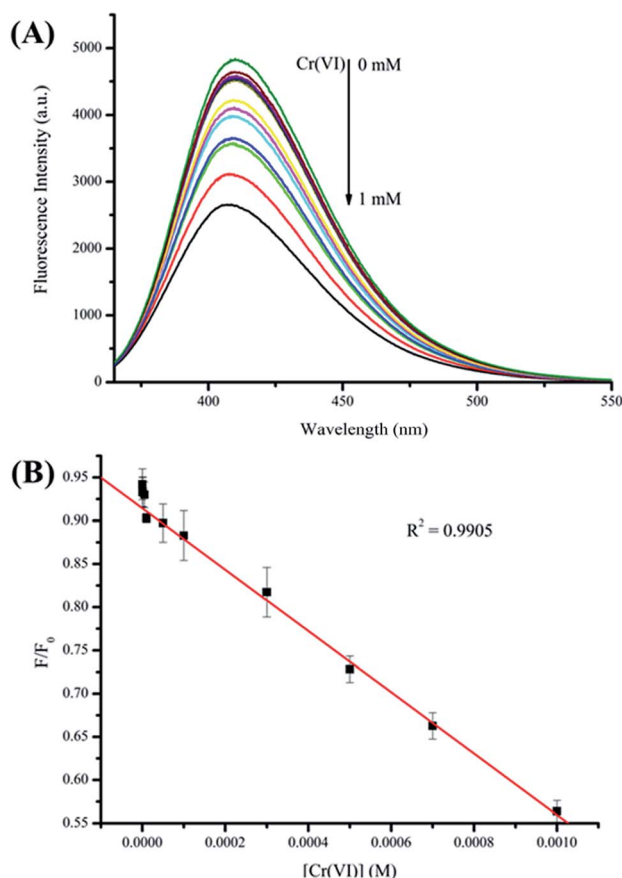 (A)
5000
4000
3000
2000
1000
0
Fluorescence Intensity (a.u.)
Cr(VI) 0 mM
1 mM
400
450
500
550
Wavelength (nm)
(B)
0.95
0.90
0.85
0.80
0.75
0.70
0.65
0.60
0.55
F/F0
R2 = 0.9905
0.0000
0.0002
0.0004
0.0006
0.0008
0.0010
[Cr(VI)] (M)